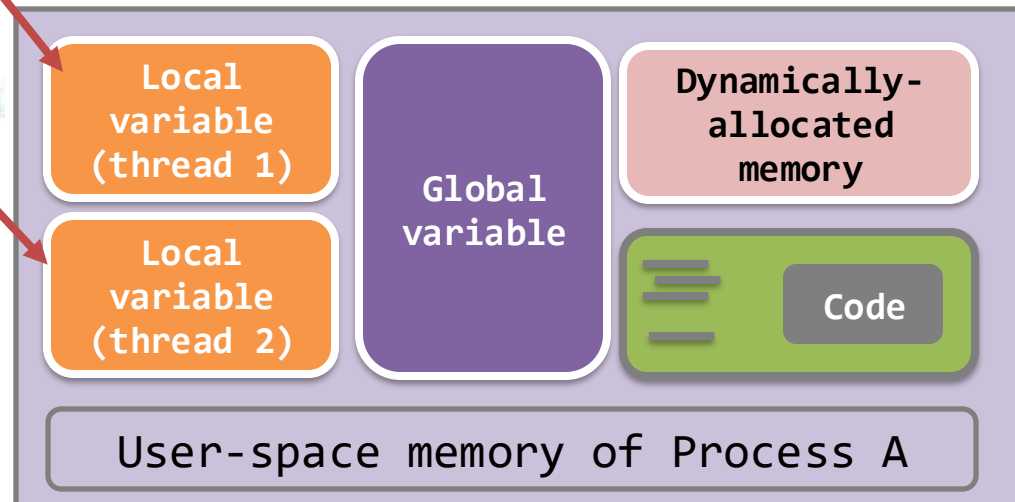 Local
variable
(thread 1)
Global
variable
Dynamically-
allocated
memory
Local
variable
(thread 2)
Code
User-space memory of Process A